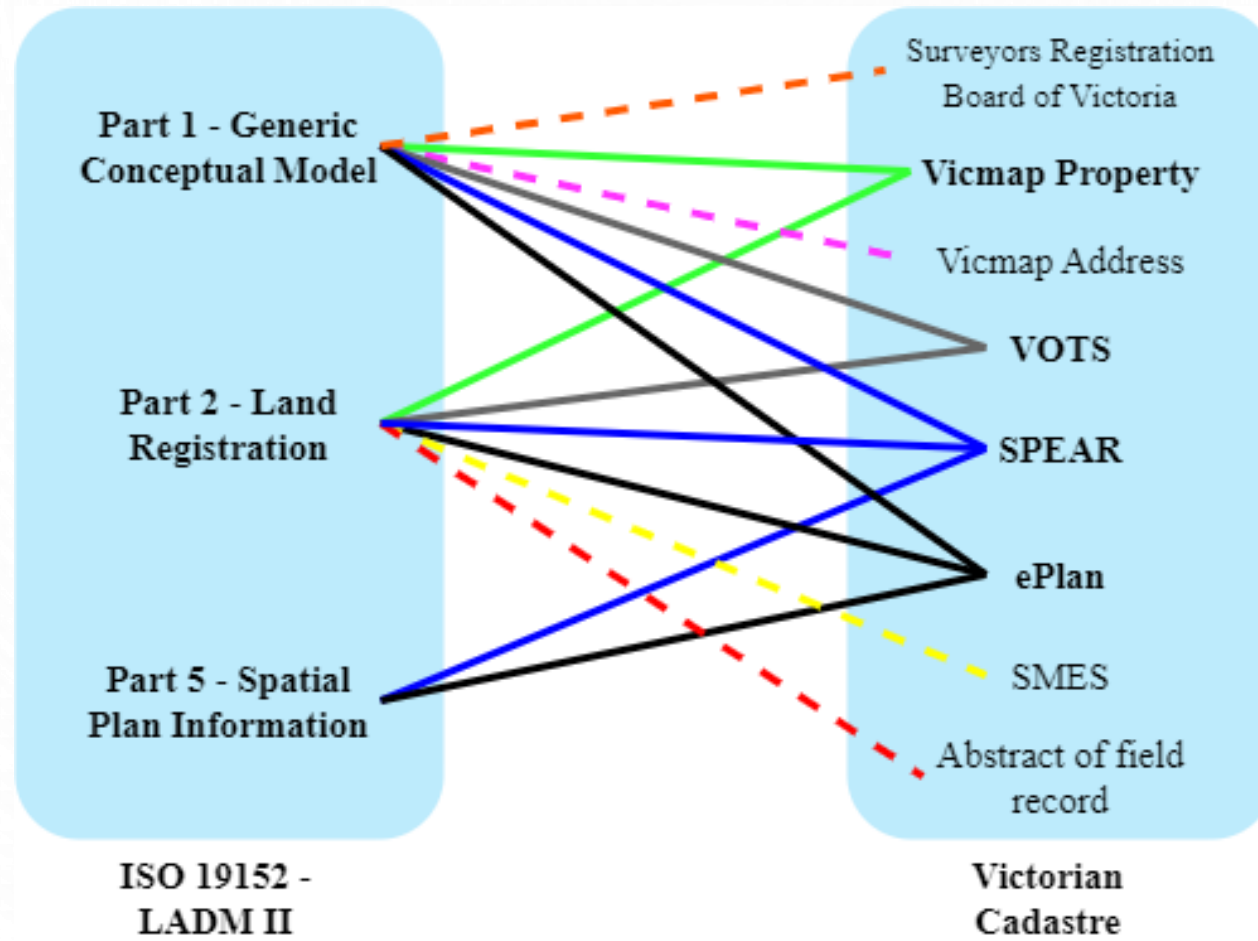 Part 1 - Generic
Conceptual Model
Part 2 - Land
Registration
Part 5 - Spatial
Plan Information
ISO 19152 -
LADM II
Surveyors Registration
Board of Victoria
Vicmap Property
Vicmap Address
VOTS
SPEAR
ePlan
SMES
Abstract of field
record
Victorian
Cadastre